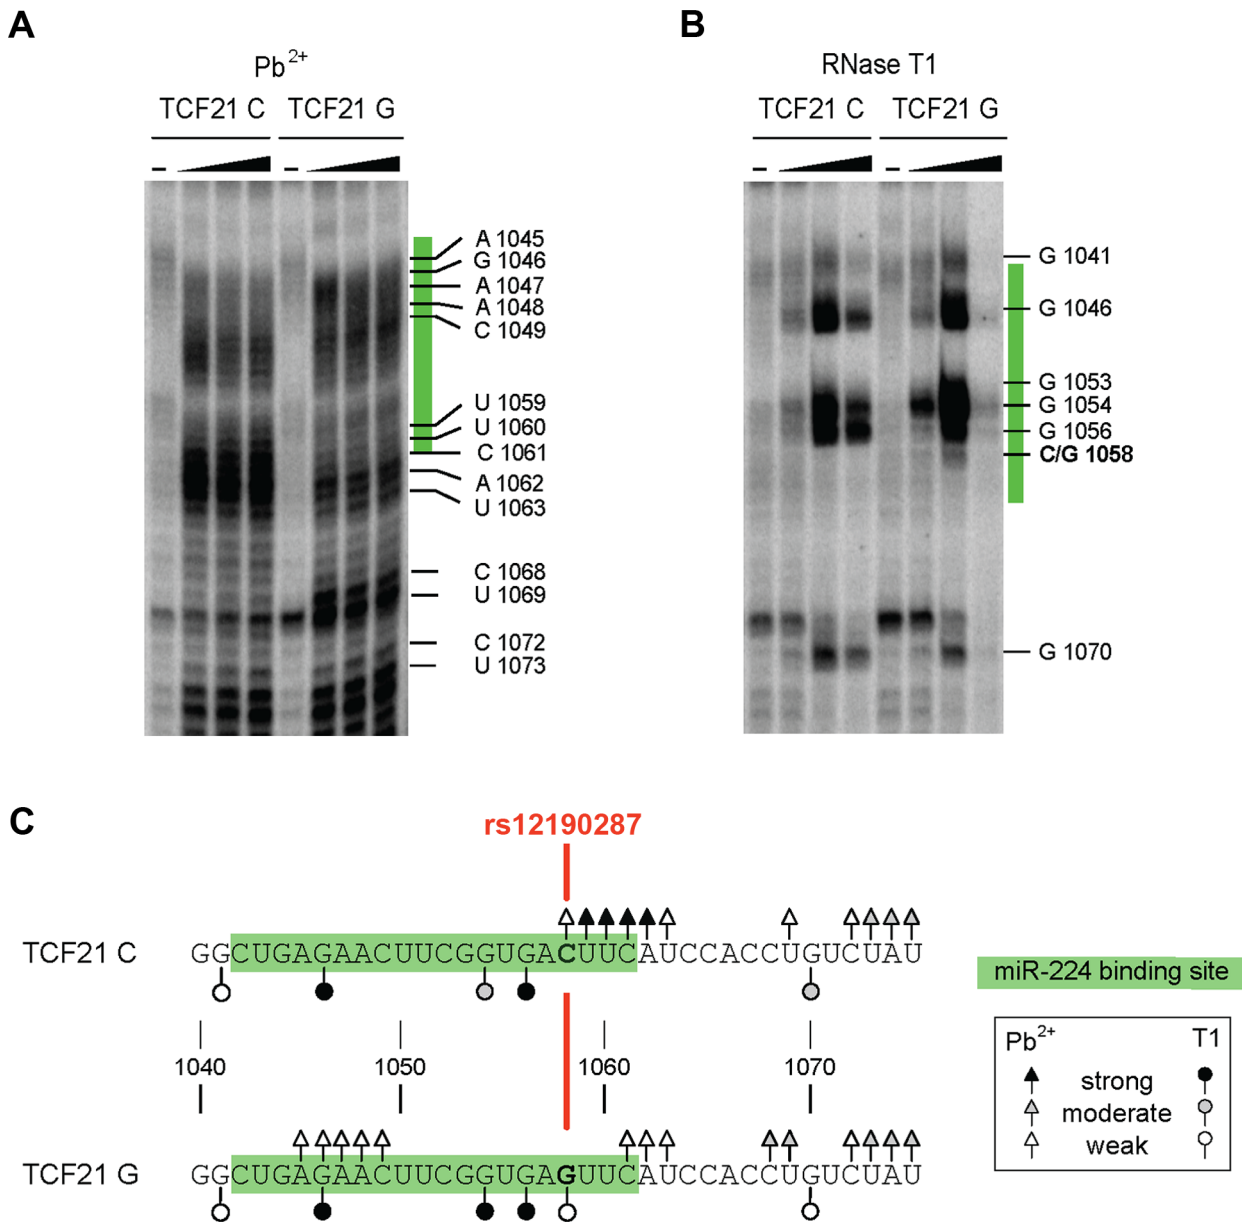 A
Pb2+
TCF21 C TCF21 G
– –
A 1045
G 1046
A 1047
A 1048
C 1049
U 1059
U 1060
C 1061
A 1062
U 1063
C 1068
U 1069
C 1072
U 1073
B
RNase T1
TCF21 C TCF21 G
– –
G 1041
G 1046
G 1053
G 1054
G 1056
C/G 1058
G 1070
C
rs12190287
TCF21 C GGCUGAGAACUUCGGUGACUUCAUCCACCUGUCUAU
1040 1050 1060 1070
TCF21 G GGCUGAGAACUUCGGUGAGUUCAUCCACCUGUCUAU
miR-224 binding site
Pb2+ T1
strong
moderate
weak